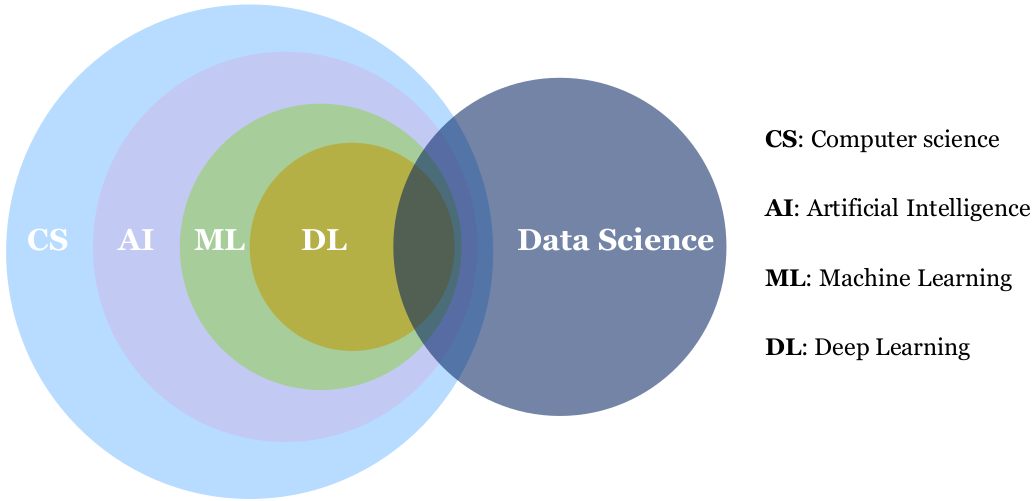 CS AI ML DL Data Science
CS: Computer science
AI: Artificial Intelligence
ML: Machine Learning
DL: Deep Learning